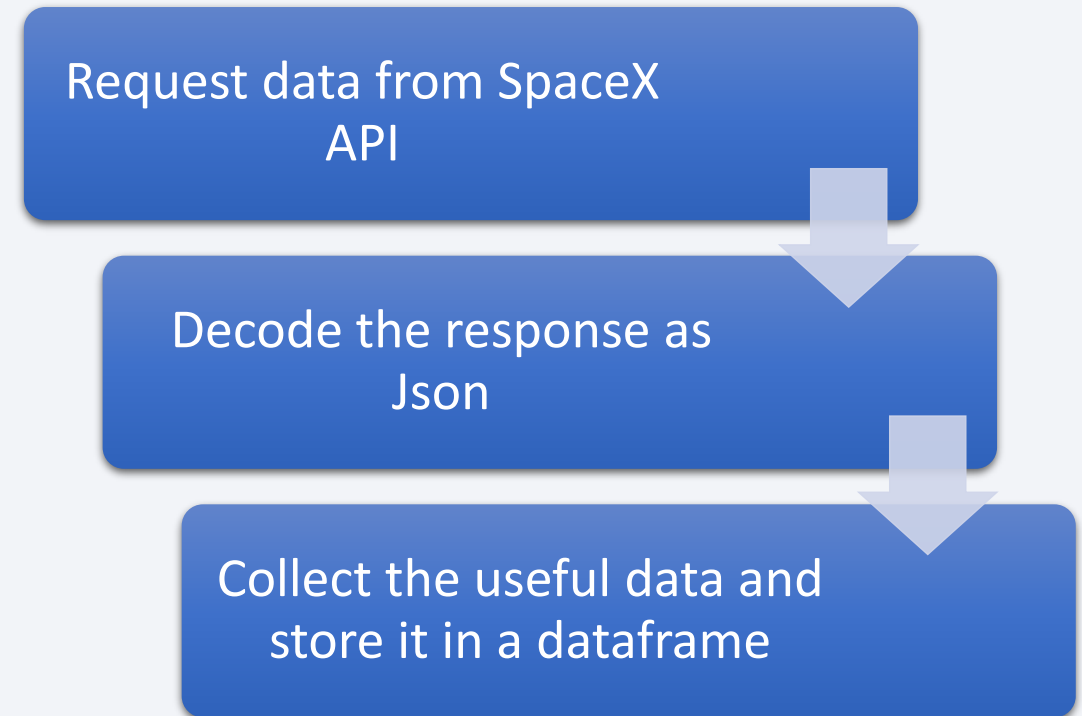 Request data from SpaceX
API
Decode the response as
Json
Collect the useful data and
store it in a dataframe